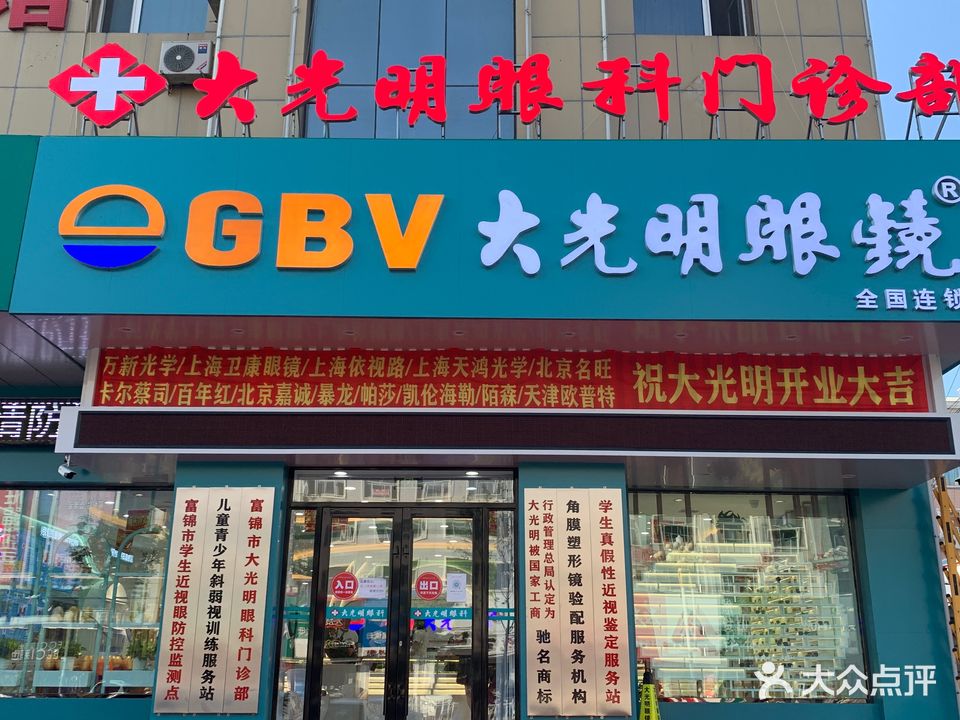 大光明眼科门诊部
GBV 大光明眼镜®
全国连锁
万新光学/上海卫康眼镜/上海依视路/上海天鸿光学/北京名旺
卡尔蔡司/百年红/北京嘉诚/暴龙/帕莎/凯伦海勒/陌森/天津欧普特
祝大光明开业大吉
富锦市大光明眼科门诊部
儿童青少年斜弱视训练服务站
富锦市学生近视眼防控监测点
学生真假性近视鉴定服务站
角膜塑形镜验配服务机构
大光明被国家工商
行政管理总局认定为
驰名商标
入口
出口
大光明眼科
大光明眼科
大众点评